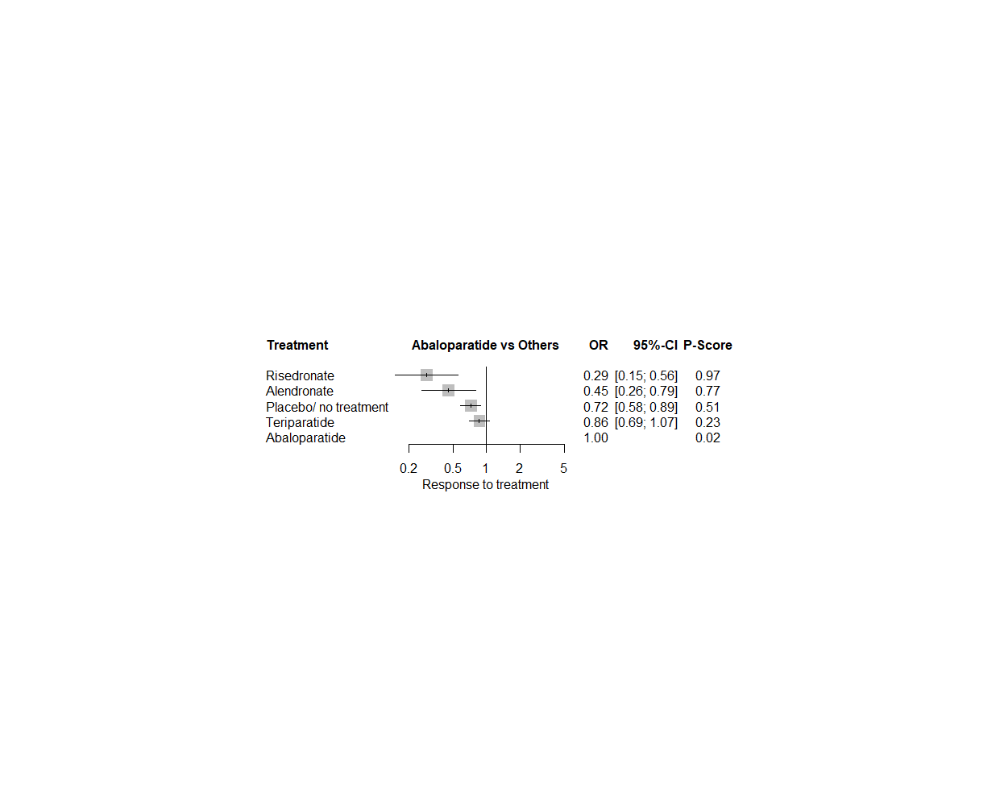 Treatment Abaloparatide vs Others OR 95%-CI P-Score
Risedronate 0.29 [0.15; 0.56] 0.97
Alendronate 0.45 [0.26; 0.79] 0.77
Placebo/ no treatment 0.72 [0.58; 0.89] 0.51
Teriparatide 0.86 [0.69; 1.07] 0.23
Abaloparatide 1.00 0.02
0.2 0.5 1 2 5
Response to treatment